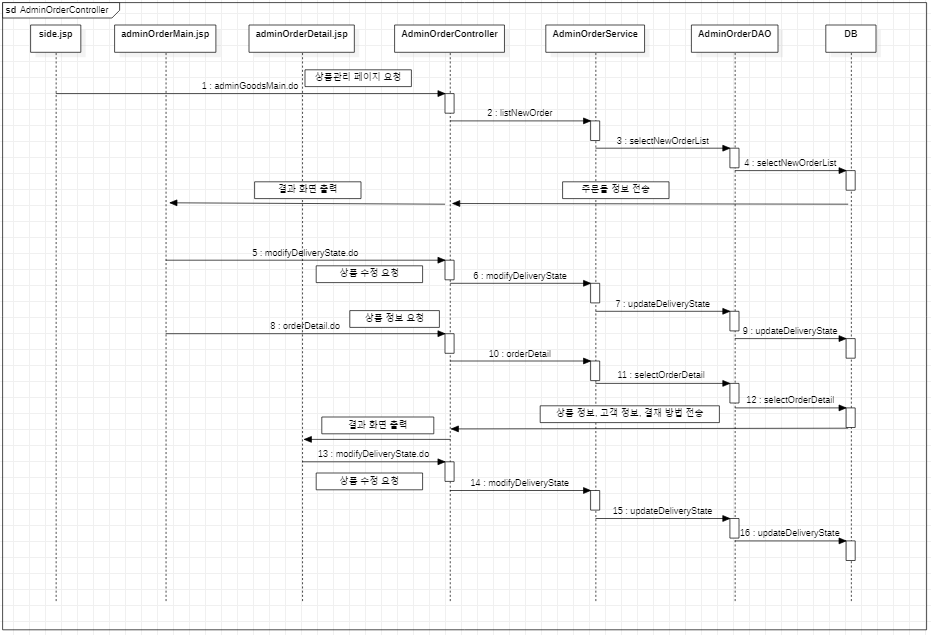 sd AdminOrderController
side.jsp
adminOrderMain.jsp
adminOrderDetail.jsp
AdminOrderController
AdminOrderService
AdminOrderDAO
DB
상품관리 페이지 요청
1 : adminGoodsMain.do
2 : listNewOrder
3 : selectNewOrderList
4 : selectNewOrderList
결과 화면 출력
주문들 정보 전송
5 : modifyDeliveryState.do
상품 수정 요청
6 : modifyDeliveryState
7 : updateDeliveryState
상품 정보 요청
8 : orderDetail.do
9 : updateDeliveryState
10 : orderDetail
11 : selectOrderDetail
12 : selectOrderDetail
상품 정보, 고객 정보, 결재 방법 전송
결과 화면 출력
13 : modifyDeliveryState.do
상품 수정 요청
14 : modifyDeliveryState
15 : updateDeliveryState
16 : updateDeliveryState